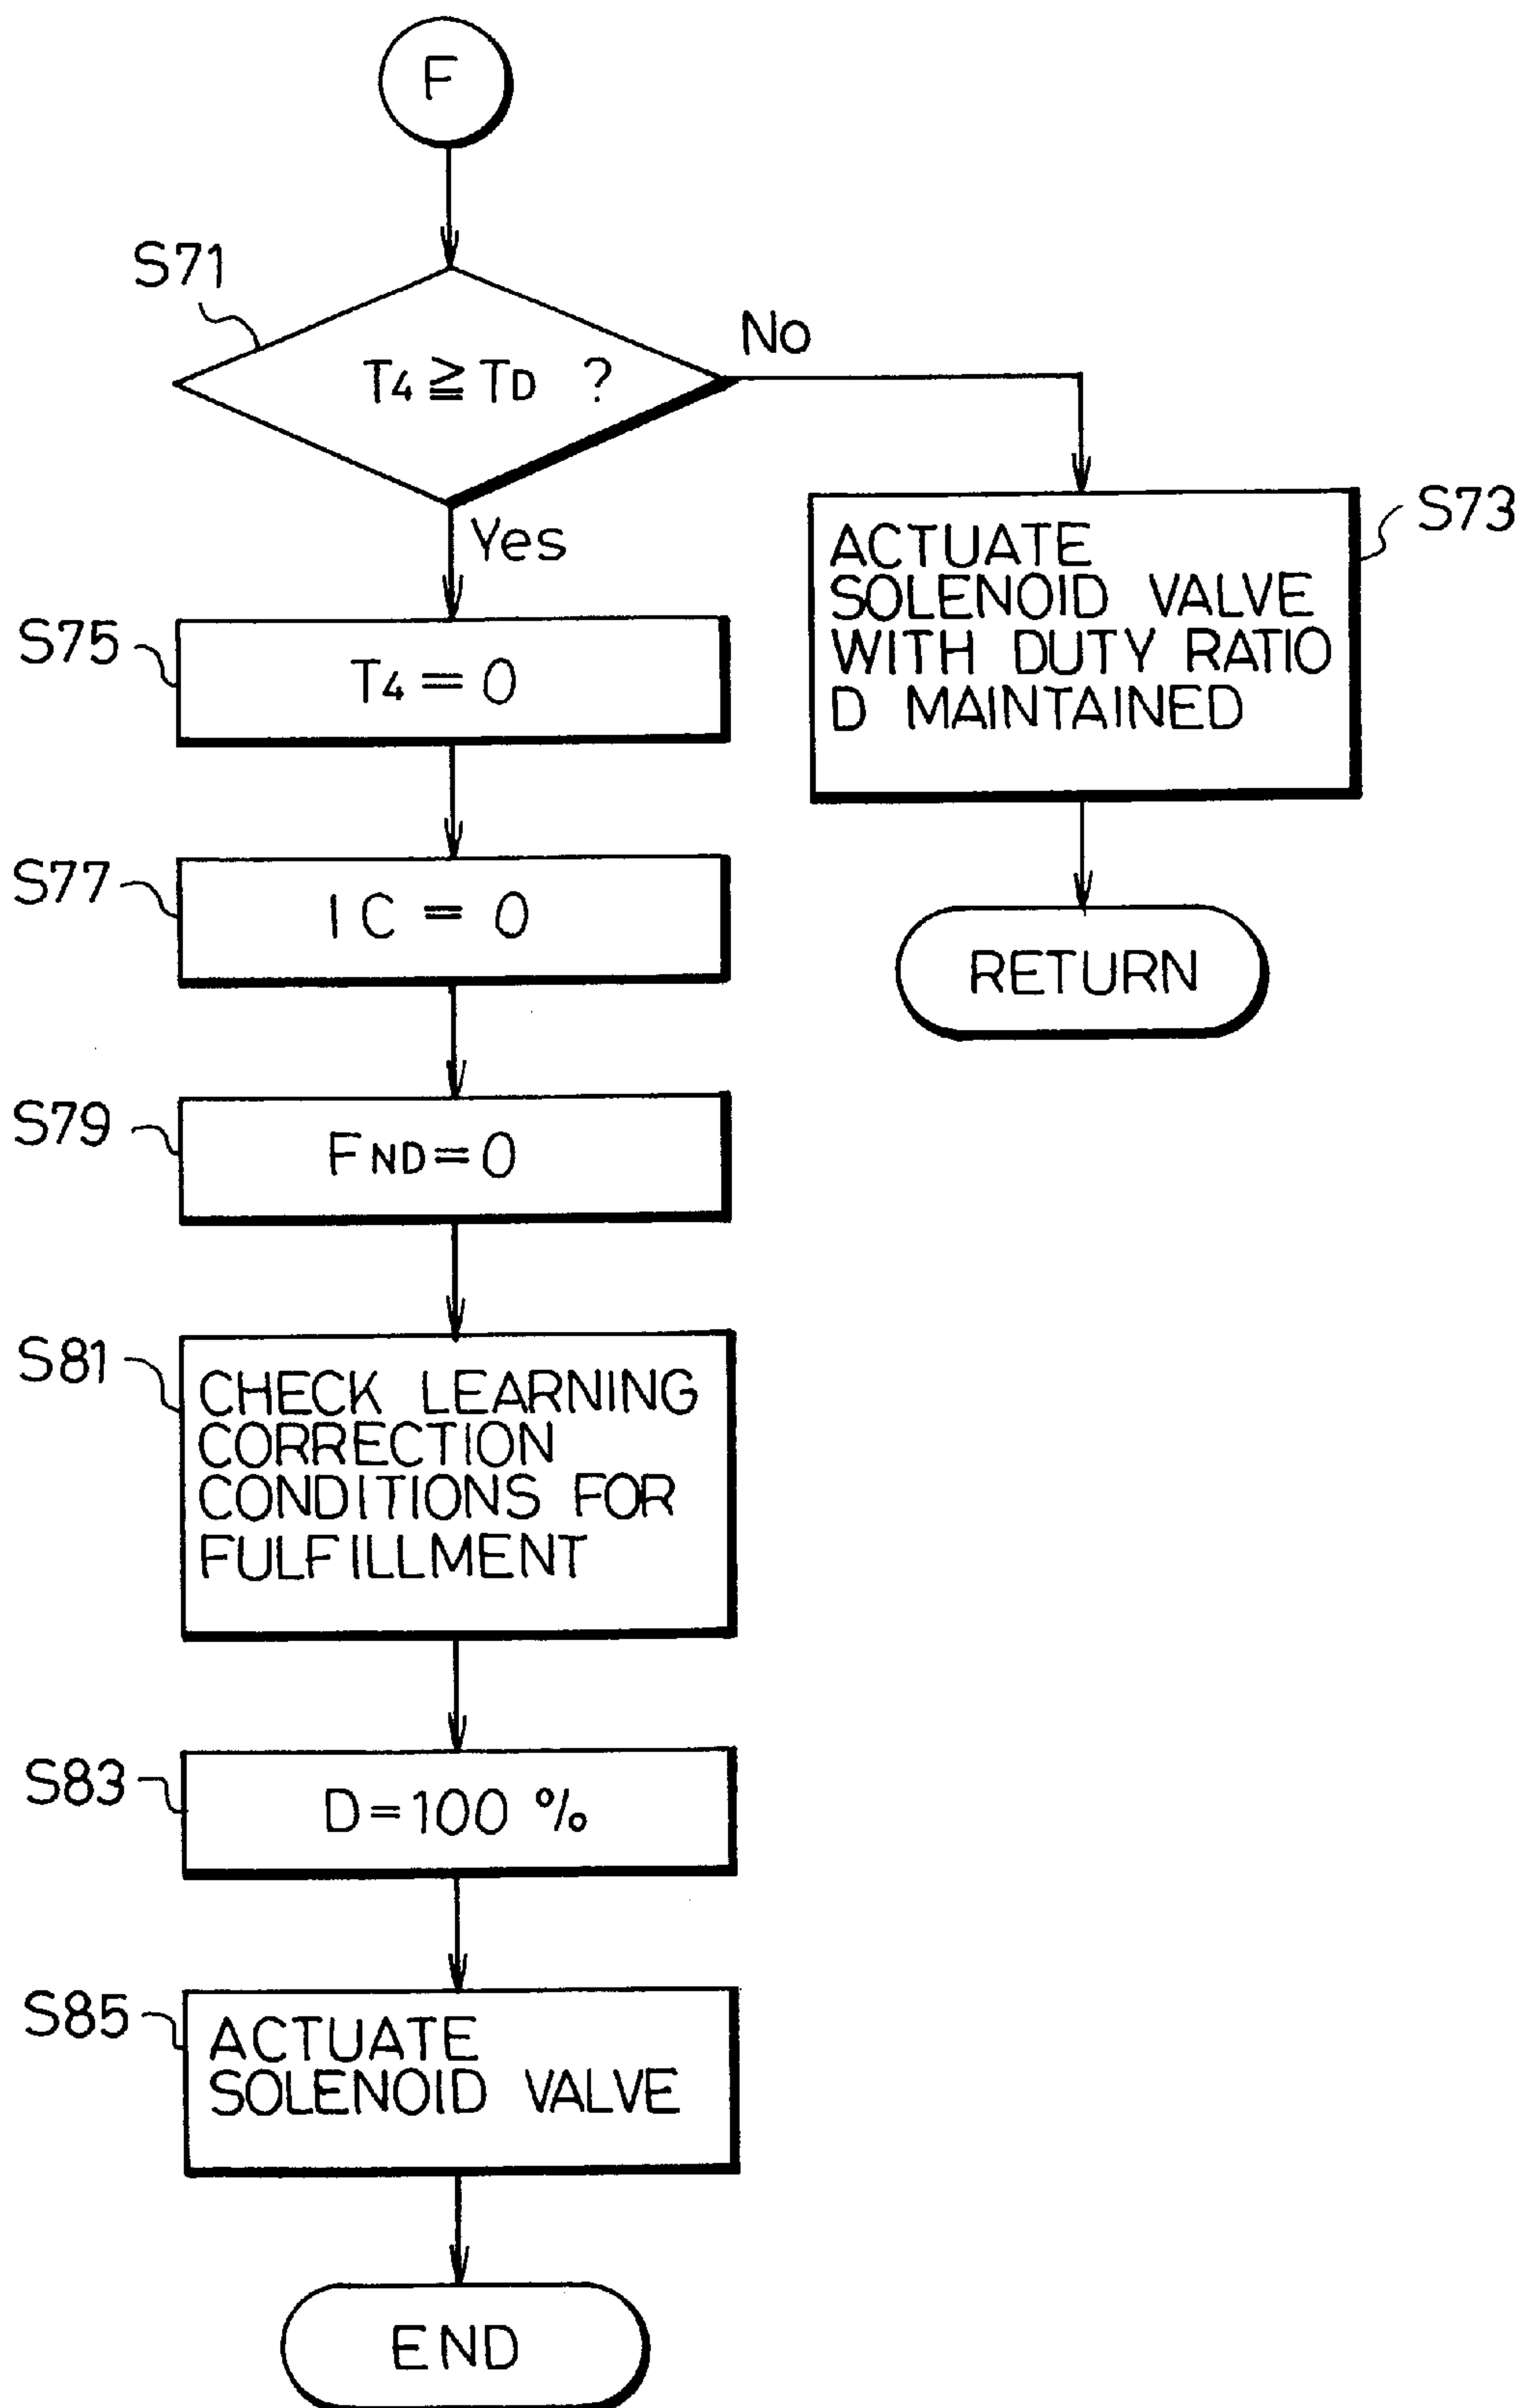 F
S71
T4 ≧ TD ?
No
Yes
S73
ACTUATE
SOLENOID VALVE
WITH DUTY RATIO
D MAINTAINED
RETURN
S75
T4 = 0
S77
IC = 0
S79
FND = 0
S81
CHECK LEARNING
CORRECTION
CONDITIONS FOR
FULFILLMENT
S83
D = 100 %
S85
ACTUATE
SOLENOID VALVE
END